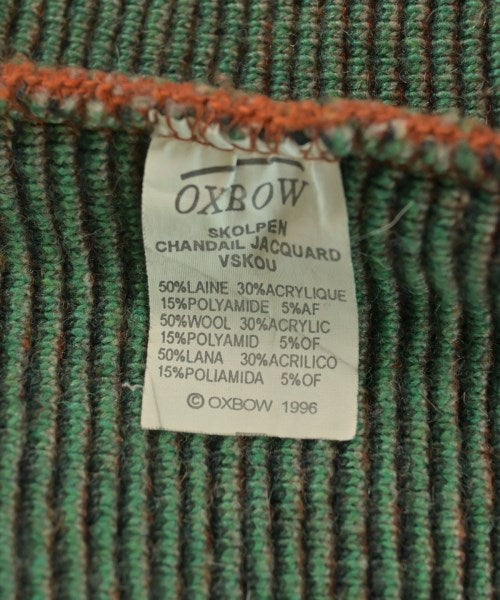 OXBOW
SKOLPEN
CHANDAIL JACQUARD
VSKOU
50%LAINE 30%ACRYLIQUE
15%POLYAMIDE 5%AF
50%WOOL 30%ACRYLIC
15%POLYAMID 5%OF
50%LANA 30%ACRILICO
15%POLIAMIDA 5%OF
© OXBOW 1996